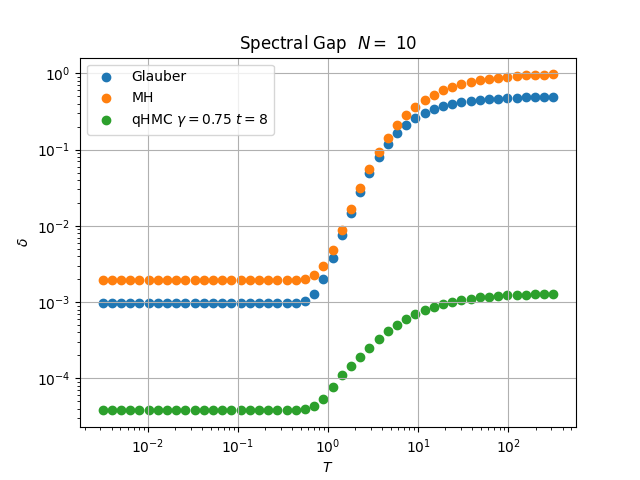 Spectral Gap N = 10
Glauber
MH
qHMC γ = 0.75 t = 8
δ
10⁰
10⁻¹
10⁻²
10⁻³
10⁻⁴
10⁻² 10⁻¹ 10⁰ 10¹ 10²
T